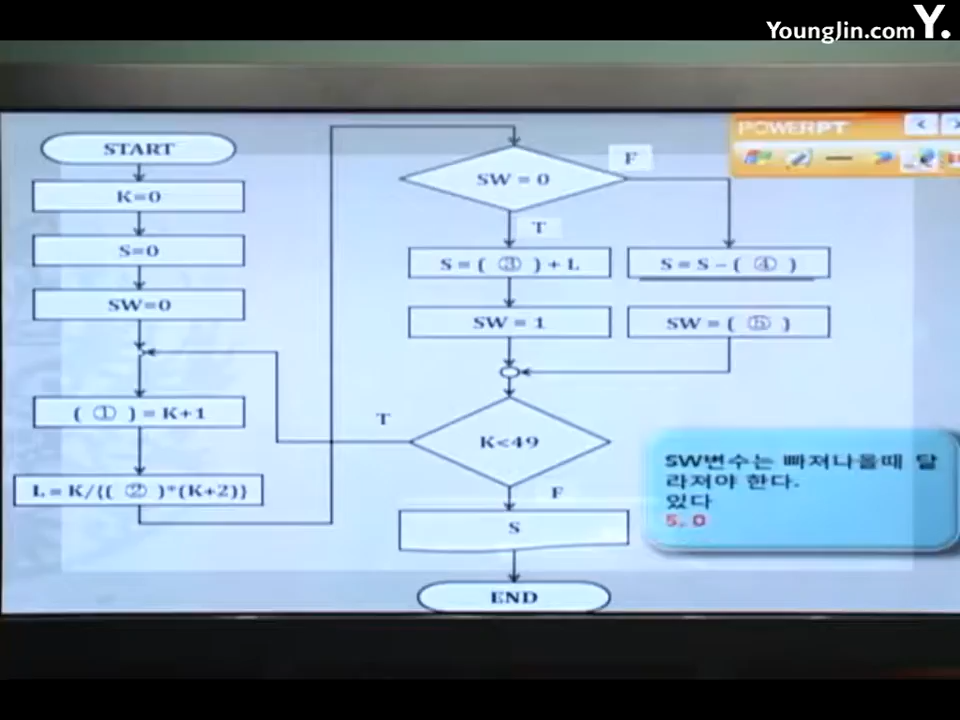 YoungJin.com Y.
POWERPT
START
K=0
S=0
SW=0
( ① ) = K+1
L = K/{( ② )*(K+2)}
SW = 0
F
T
S = ( ③ ) + L
S = S − ( ④ )
SW = 1
SW = ( ⑤ )
T
K<49
F
S
END
SW변수는 빠져나올때 달
라져야 한다.
있다
5. 0